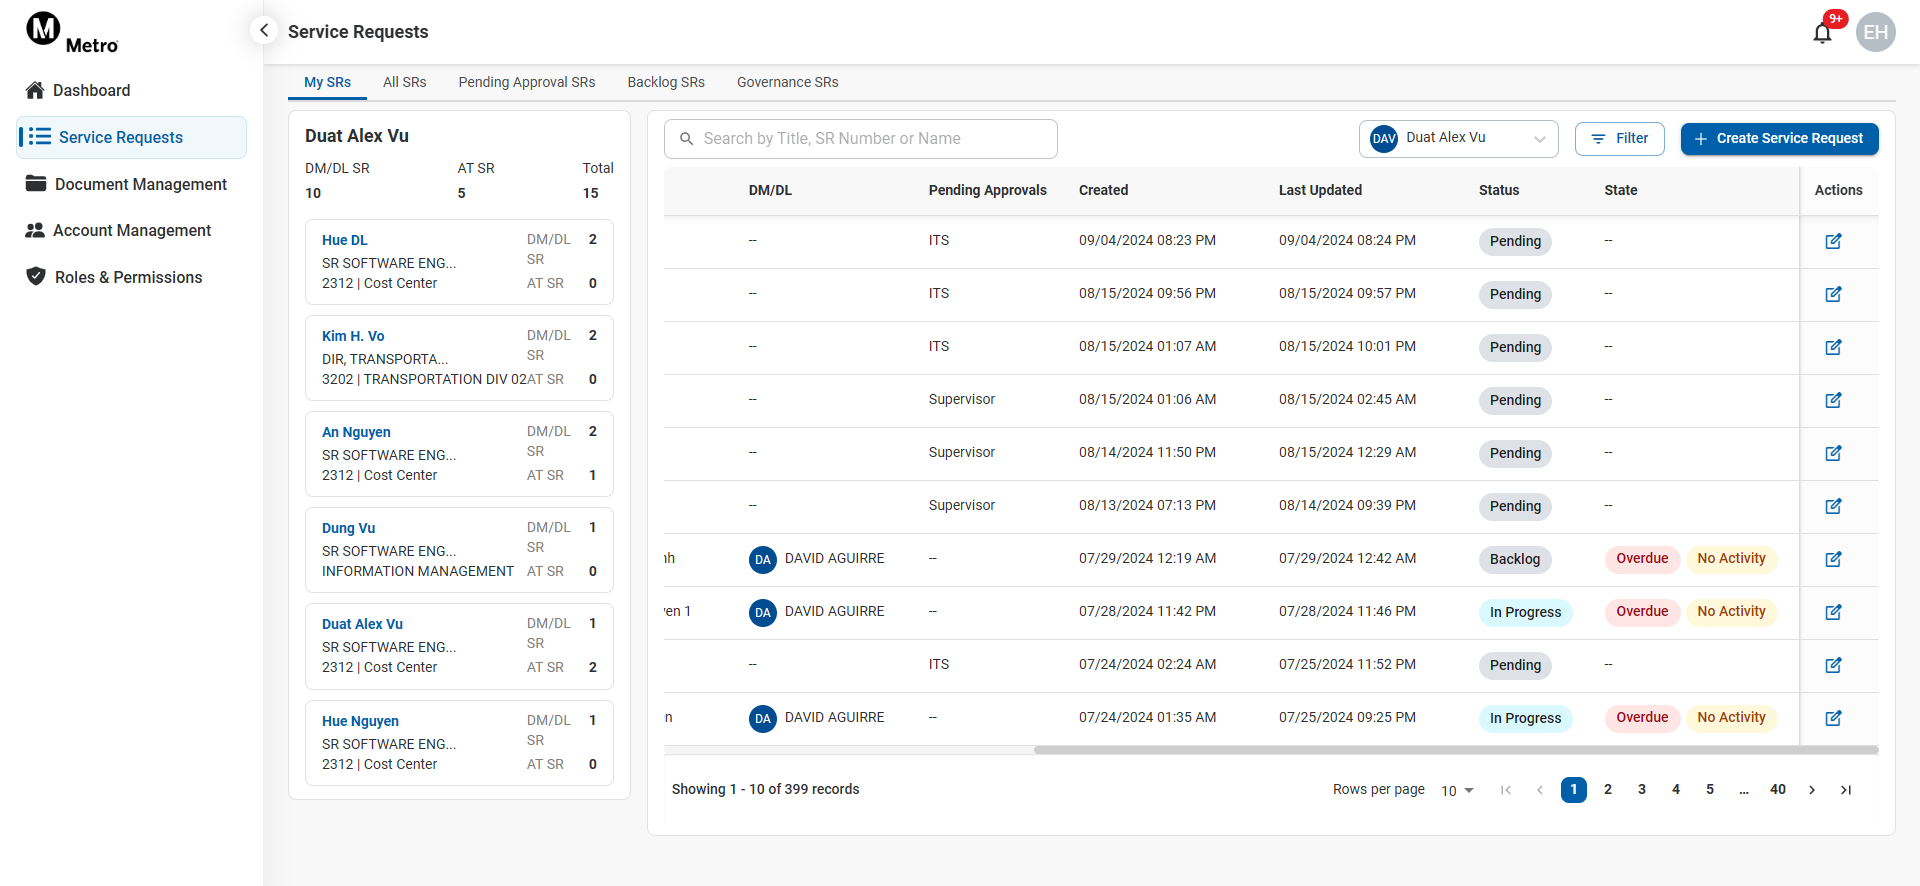 M Metro
Service Requests
9+
EH
Dashboard
Service Requests
Document Management
Account Management
Roles & Permissions
My SRs All SRs Pending Approval SRs Backlog SRs Governance SRs
Duat Alex Vu
DM/DL SR AT SR Total
10 5 15
Hue DL DM/DL SR 2
SR SOFTWARE ENG...
2312 | Cost Center AT SR 0
Kim H. Vo DM/DL SR 2
DIR, TRANSPORTA...
3202 | TRANSPORTATION DIV 02 AT SR 0
An Nguyen DM/DL SR 2
SR SOFTWARE ENG...
2312 | Cost Center AT SR 1
Dung Vu DM/DL SR 1
SR SOFTWARE ENG...
INFORMATION MANAGEMENT AT SR 0
Duat Alex Vu DM/DL SR 1
SR SOFTWARE ENG...
2312 | Cost Center AT SR 2
Hue Nguyen DM/DL SR 1
SR SOFTWARE ENG...
2312 | Cost Center AT SR 0
Search by Title, SR Number or Name
DAV Duat Alex Vu
Filter
+ Create Service Request
DM/DL Pending Approvals Created Last Updated Status State Actions
-- ITS 09/04/2024 08:23 PM 09/04/2024 08:24 PM Pending --
-- ITS 08/15/2024 09:56 PM 08/15/2024 09:57 PM Pending --
-- ITS 08/15/2024 01:07 AM 08/15/2024 10:01 PM Pending --
-- Supervisor 08/15/2024 01:06 AM 08/15/2024 02:45 AM Pending --
-- Supervisor 08/14/2024 11:50 PM 08/15/2024 12:29 AM Pending --
-- Supervisor 08/13/2024 07:13 PM 08/14/2024 09:39 PM Pending --
DA DAVID AGUIRRE -- 07/29/2024 12:19 AM 07/29/2024 12:42 AM Backlog Overdue No Activity
en 1 DA DAVID AGUIRRE -- 07/28/2024 11:42 PM 07/28/2024 11:46 PM In Progress Overdue No Activity
-- ITS 07/24/2024 02:24 AM 07/25/2024 11:52 PM Pending --
n DA DAVID AGUIRRE -- 07/24/2024 01:35 AM 07/25/2024 09:25 PM In Progress Overdue No Activity
Showing 1 - 10 of 399 records
Rows per page 10
1 2 3 4 5 ... 40